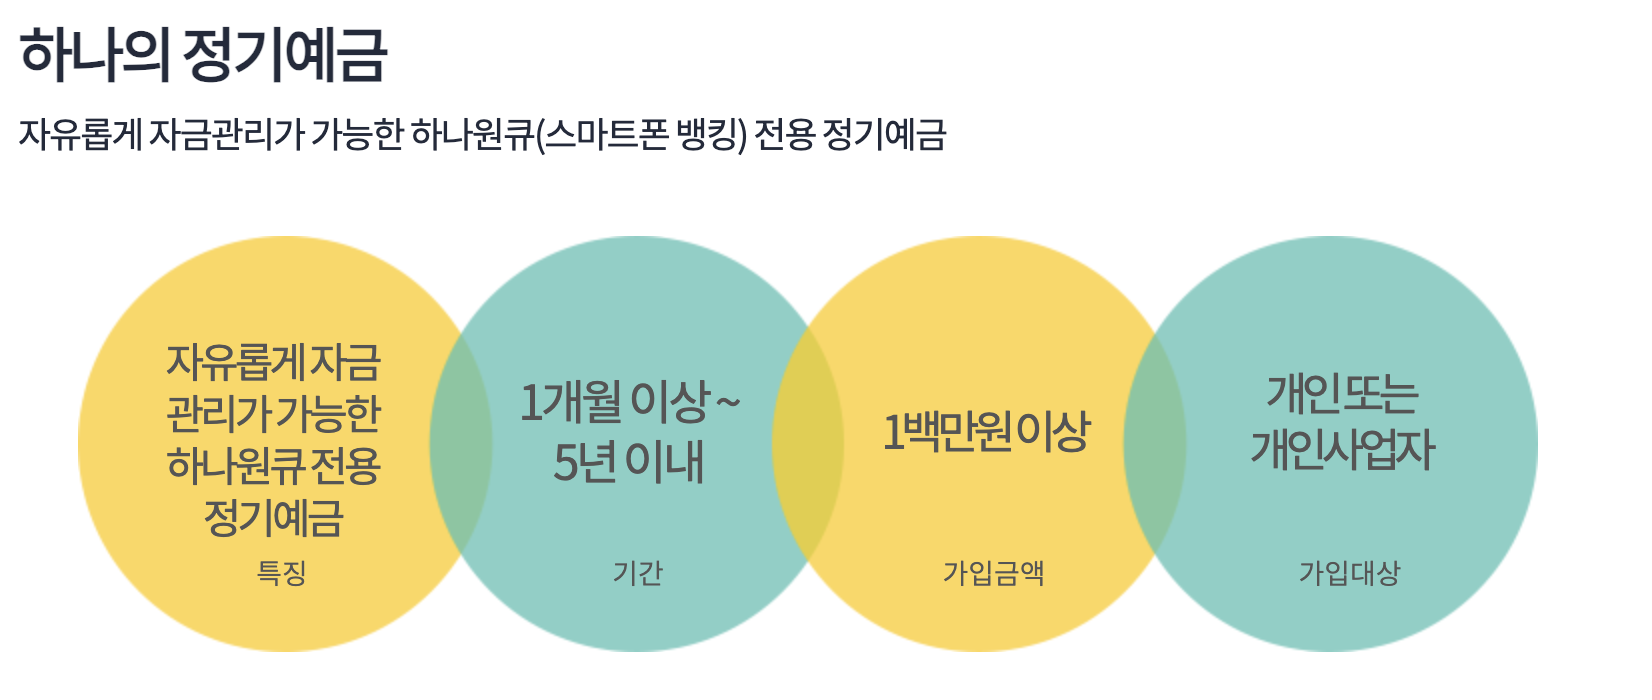 하나의 정기예금
자유롭게 자금관리가 가능한 하나원큐(스마트폰 뱅킹) 전용 정기예금
자유롭게 자금
관리가 가능한
하나원큐 전용
정기예금
특징
1개월 이상 ~
5년 이내
기간
1백만원 이상
가입금액
개인 또는
개인사업자
가입대상